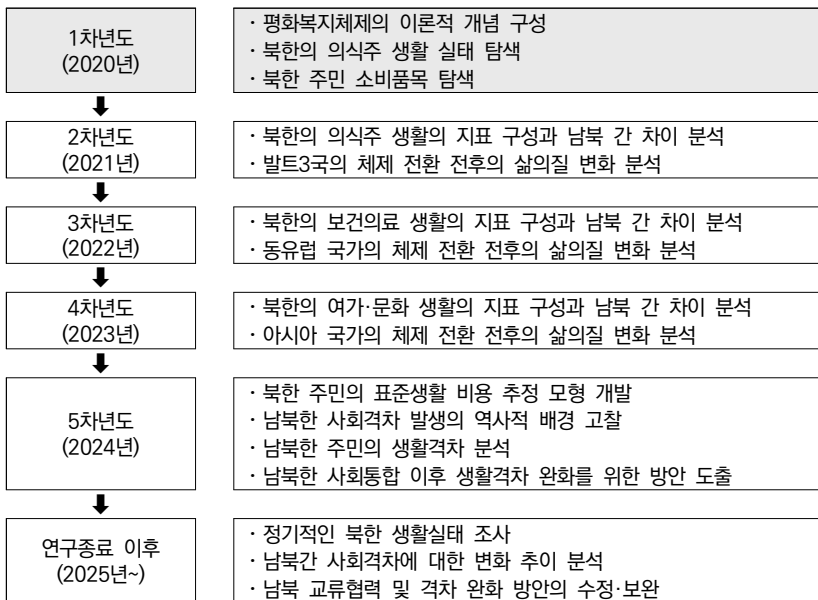 1차년도
(2020년)
· 평화복지체제의 이론적 개념 구성
· 북한의 의식주 생활 실태 탐색
· 북한 주민 소비품목 탐색
2차년도
(2021년)
· 북한의 의식주 생활의 지표 구성과 남북 간 차이 분석
· 발트3국의 체제 전환 전후의 삶의질 변화 분석
3차년도
(2022년)
· 북한의 보건의료 생활의 지표 구성과 남북 간 차이 분석
· 동유럽 국가의 체제 전환 전후의 삶의질 변화 분석
4차년도
(2023년)
· 북한의 여가·문화 생활의 지표 구성과 남북 간 차이 분석
· 아시아 국가의 체제 전환 전후의 삶의질 변화 분석
5차년도
(2024년)
· 북한 주민의 표준생활 비용 추정 모형 개발
· 남북한 사회격차 발생의 역사적 배경 고찰
· 남북한 주민의 생활격차 분석
· 남북한 사회통합 이후 생활격차 완화를 위한 방안 도출
연구종료 이후
(2025년~)
· 정기적인 북한 생활실태 조사
· 남북간 사회격차에 대한 변화 추이 분석
· 남북 교류협력 및 격차 완화 방안의 수정·보완